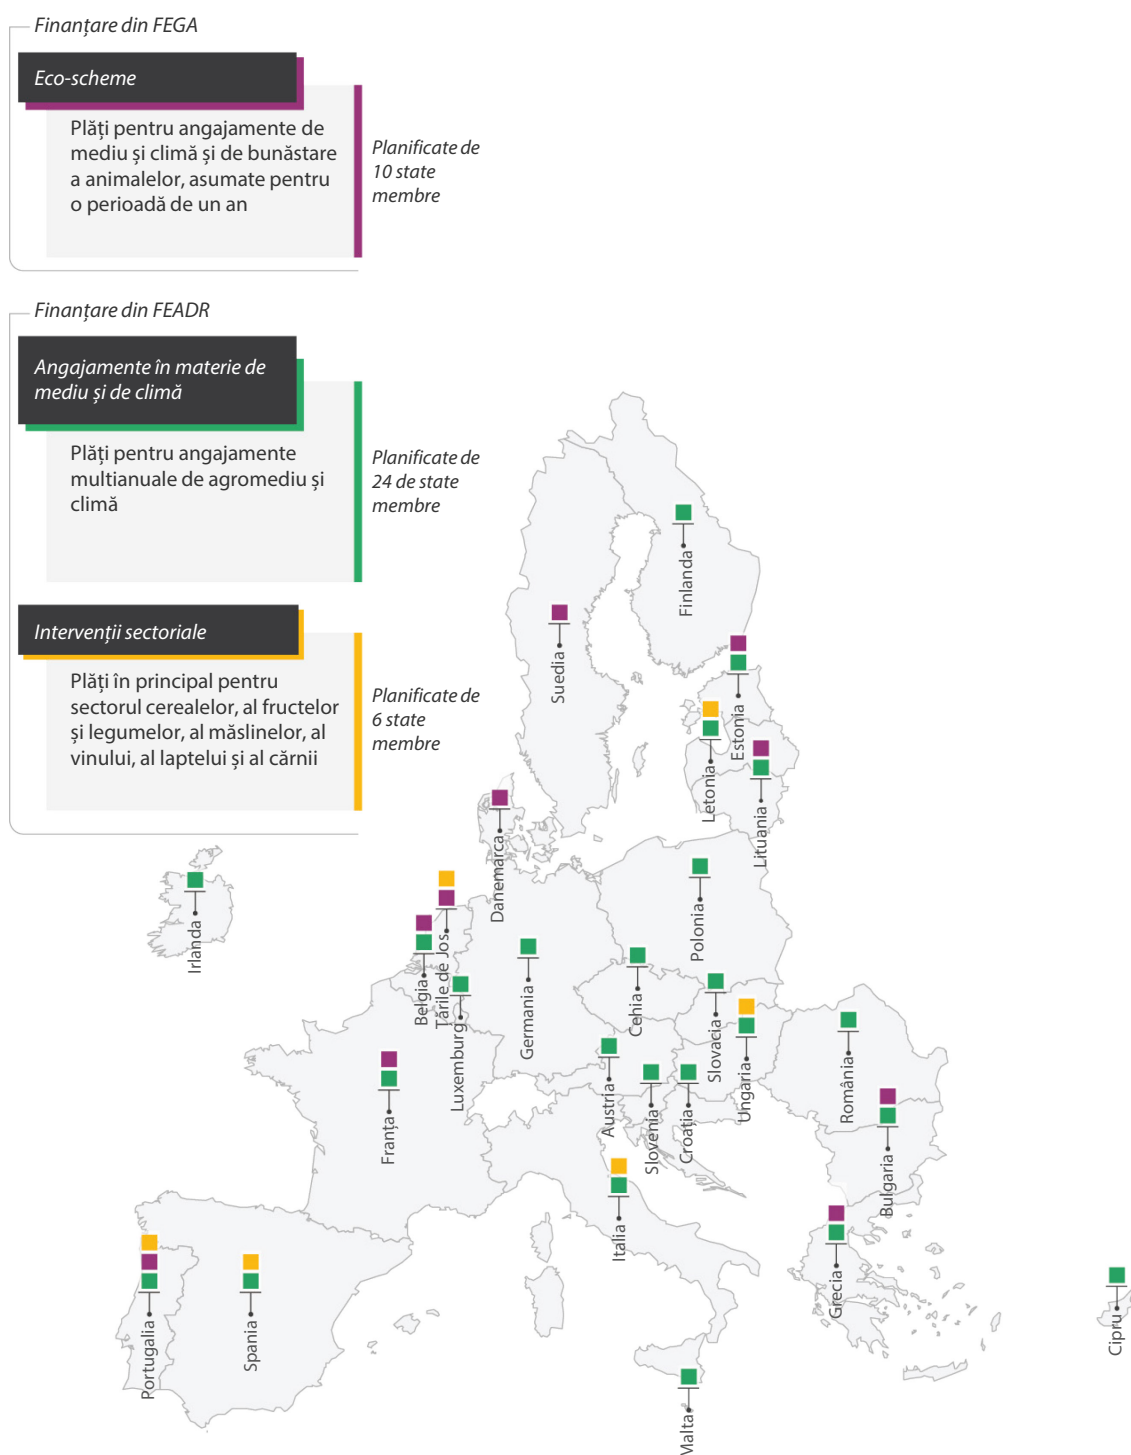 Finanțare din FEGA
Eco-scheme
Plăți pentru angajamente de
mediu și climă și de bunăstare
a animalelor, asumate pentru
o perioadă de un an
Planificate de
10 state
membre
Finanțare din FEADR
Angajamente în materie de
mediu și de climă
Plăți pentru angajamente
multianuale de agromediu și
climă
Planificate de
24 de state
membre
Intervenții sectoriale
Plăți în principal pentru
sectorul cerealelor, al fructelor
și legumelor, al măslinelor, al
vinului, al laptelui și al cărnii
Planificate de
6 state
membre
Finlanda
Suedia
Estonia
Letonia
Lituania
Danemarca
Irlanda
Țările de Jos
Belgia
Luxemburg
Germania
Polonia
Cehia
Slovacia
Ungaria
România
Austria
Slovenia
Croația
Franța
Bulgaria
Italia
Grecia
Portugalia
Spania
Cipru
Malta